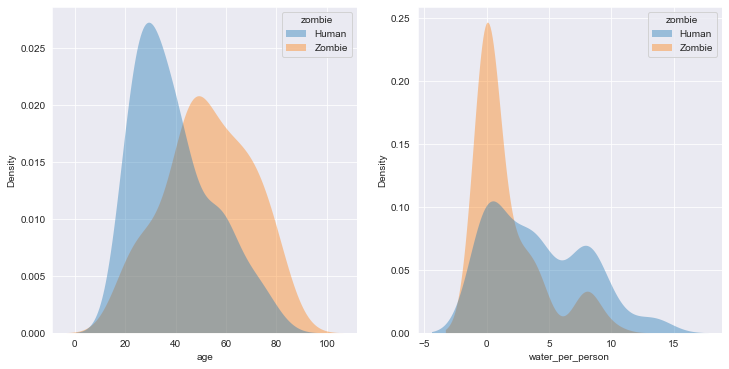 zombie
Human
Zombie
0.025
0.020
0.015
0.010
0.005
0.000
Density
0 20 40 60 80 100
age
zombie
Human
Zombie
0.25
0.20
0.15
0.10
0.05
0.00
Density
−5 0 5 10 15
water_per_person